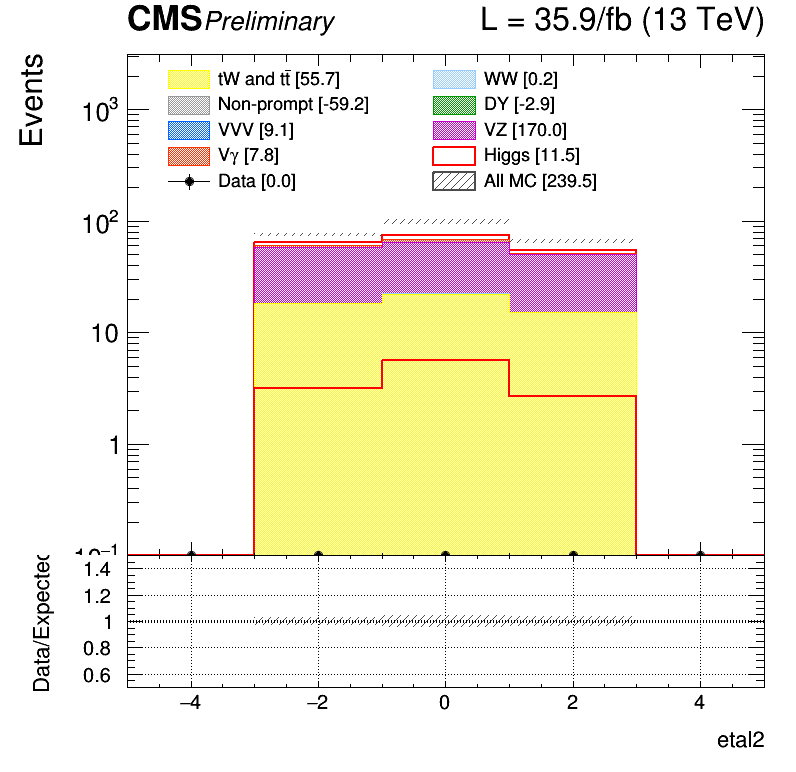 CMS Preliminary L = 35.9/fb (13 TeV)
Events
tW and tt̄ [55.7] WW [0.2]
Non-prompt [-59.2] DY [-2.9]
VVV [9.1] VZ [170.0]
Vγ [7.8] Higgs [11.5]
Data [0.0] All MC [239.5]
10³
10²
10
1
Data/Expected
1.4
1.2
1
0.8
0.6
−4 −2 0 2 4
etal2